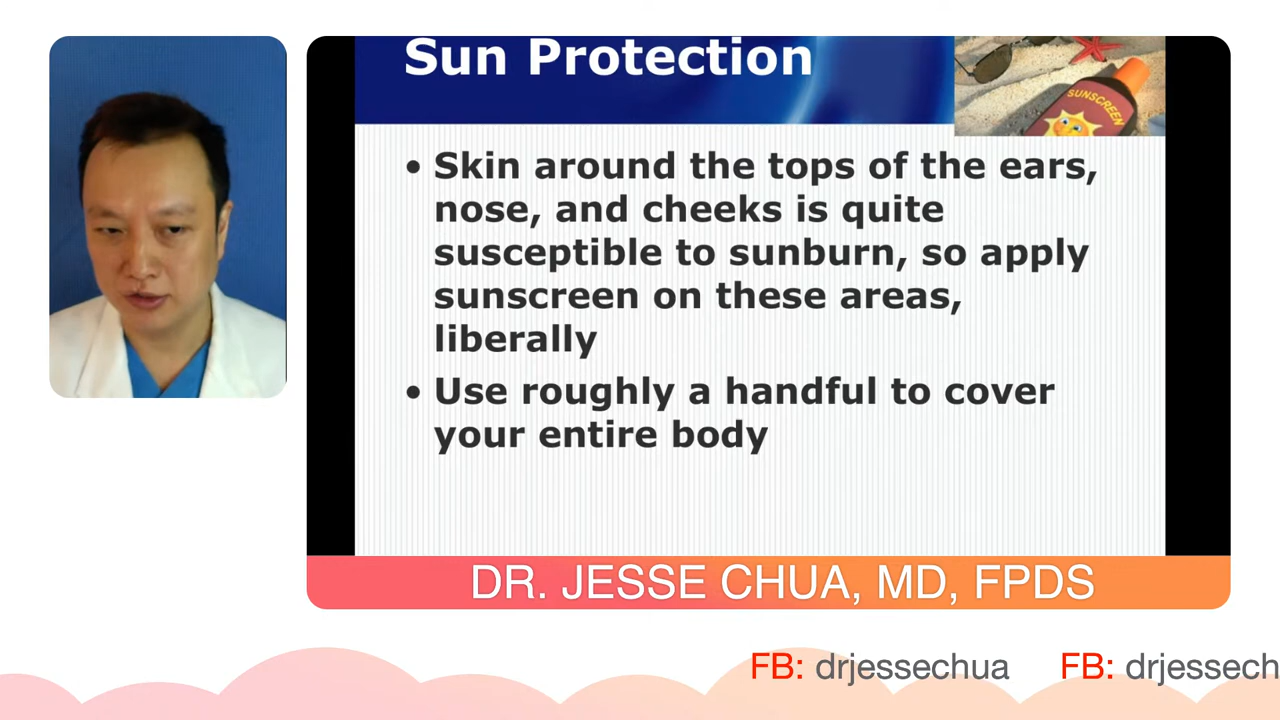 Sun Protection
SUNSCREEN
• Skin around the tops of the ears,
nose, and cheeks is quite
susceptible to sunburn, so apply
sunscreen on these areas,
liberally
• Use roughly a handful to cover
your entire body
DR. JESSE CHUA, MD, FPDS
FB: drjessechua FB: drjessech